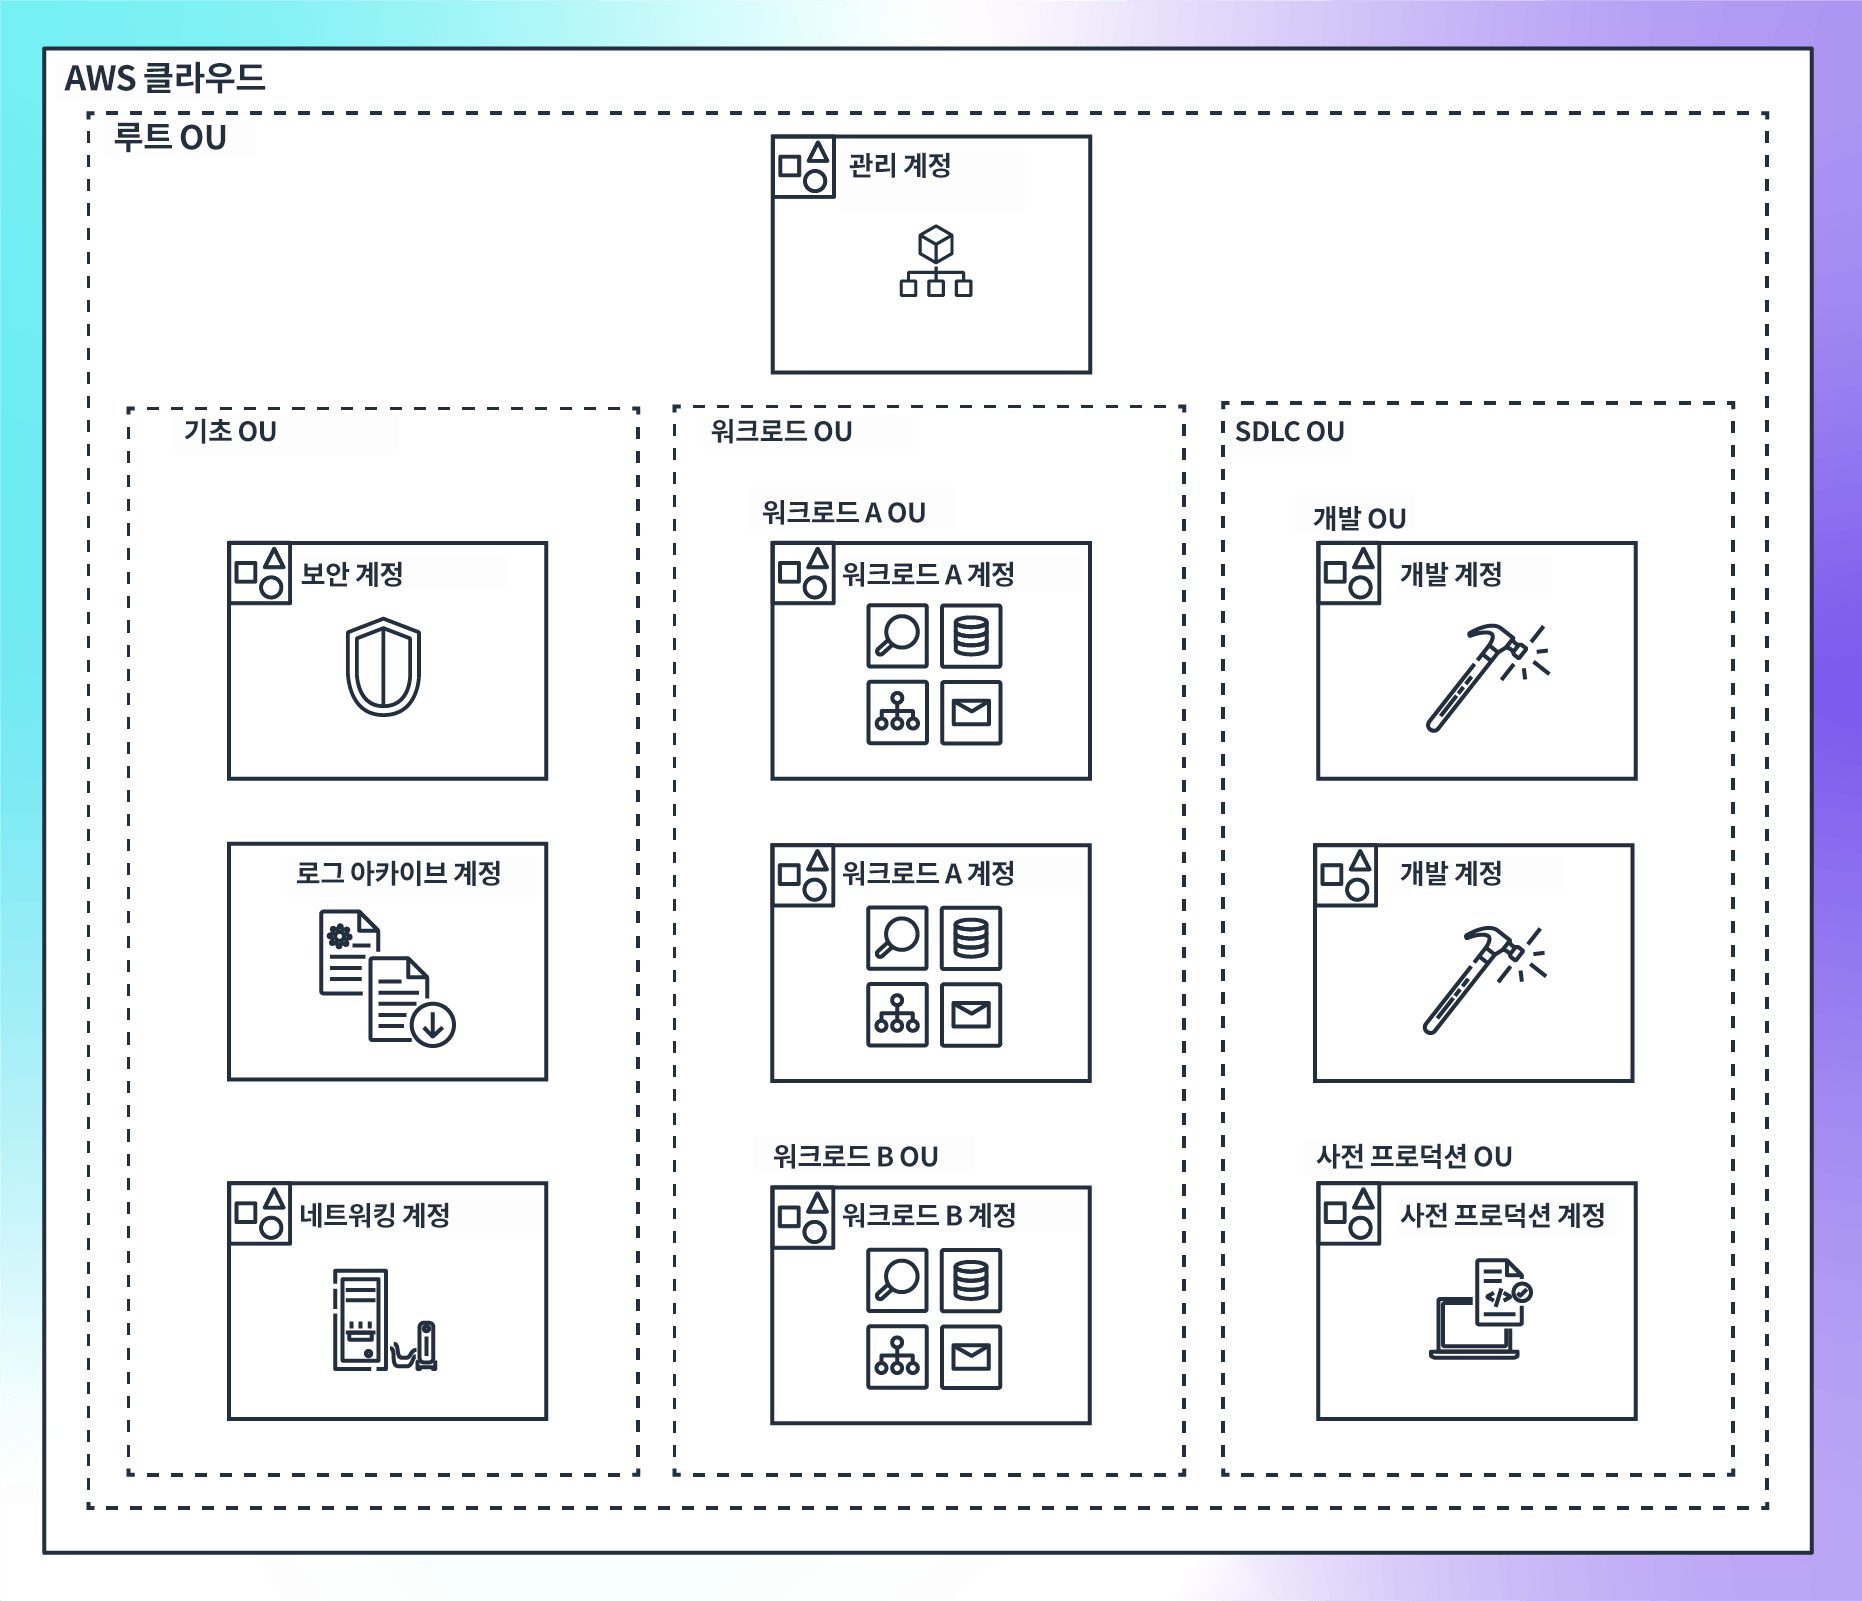 AWS 클라우드
루트 OU
관리 계정
기초 OU
보안 계정
로그 아카이브 계정
네트워킹 계정
워크로드 OU
워크로드 A OU
워크로드 A 계정
워크로드 A 계정
워크로드 B OU
워크로드 B 계정
SDLC OU
개발 OU
개발 계정
개발 계정
사전 프로덕션 OU
사전 프로덕션 계정